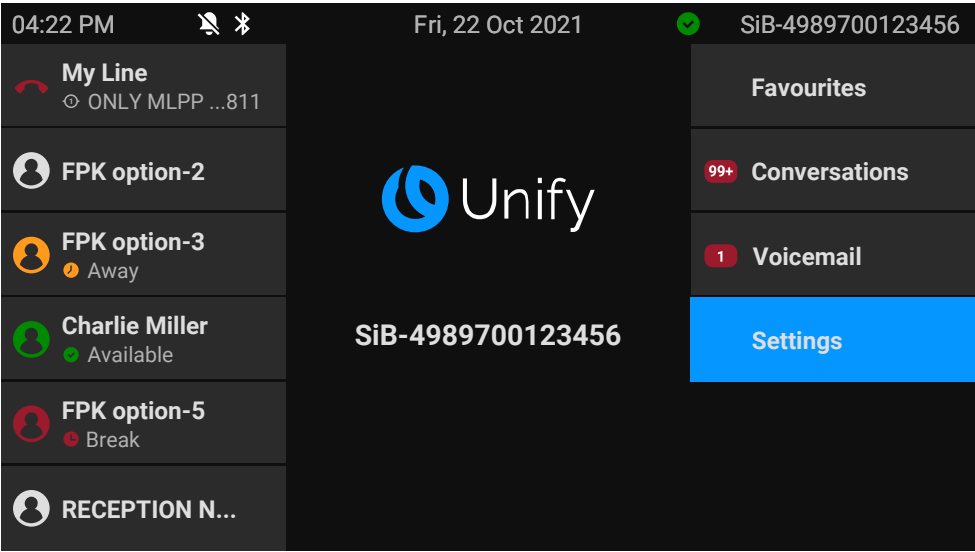 04:22 PM
Fri, 22 Oct 2021
SiB-4989700123456
My Line
ONLY MLPP ...811
FPK option-2
FPK option-3
Away
Charlie Miller
Available
FPK option-5
Break
RECEPTION N...
Unify
SiB-4989700123456
Favourites
99+ Conversations
1 Voicemail
Settings